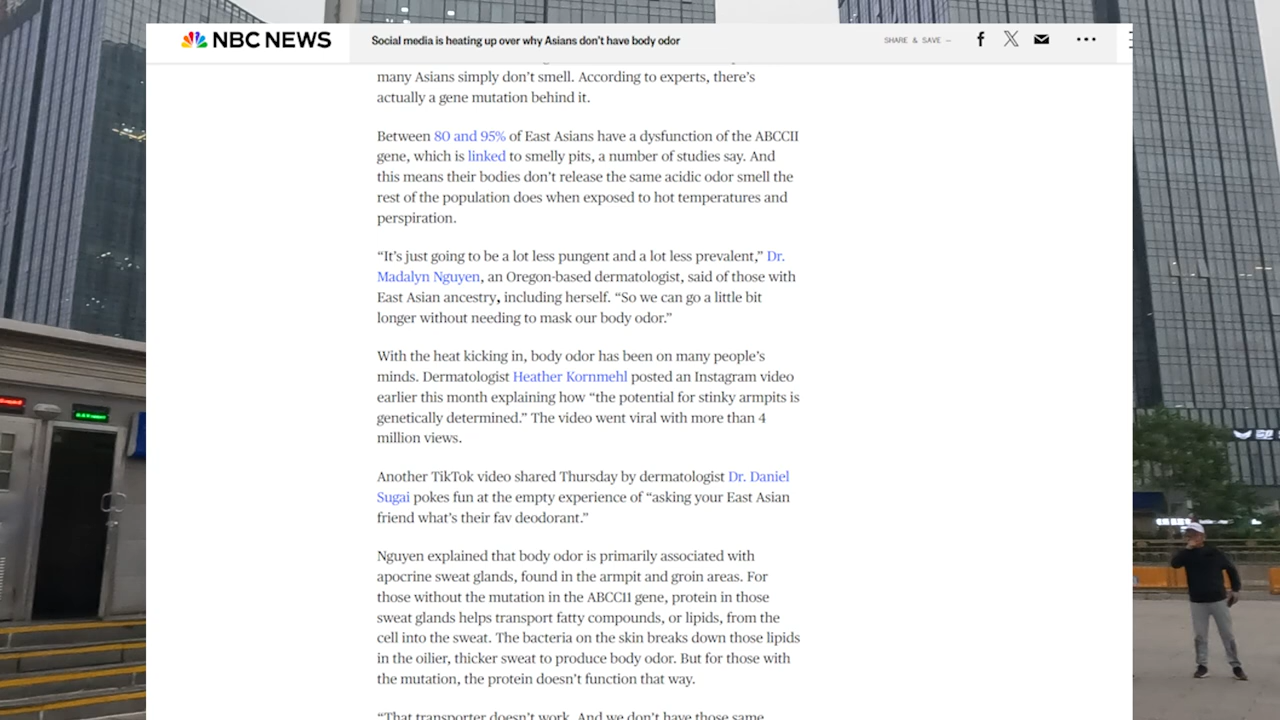 NBC NEWS
Social media is heating up over why Asians don’t have body odor
SHARE & SAVE –
many Asians simply don’t smell. According to experts, there’s
actually a gene mutation behind it.
Between 80 and 95% of East Asians have a dysfunction of the ABCC11
gene, which is linked to smelly pits, a number of studies say. And
this means their bodies don’t release the same acidic odor smell the
rest of the population does when exposed to hot temperatures and
perspiration.
“It’s just going to be a lot less pungent and a lot less prevalent,” Dr.
Madalyn Nguyen, an Oregon-based dermatologist, said of those with
East Asian ancestry, including herself. “So we can go a little bit
longer without needing to mask our body odor.”
With the heat kicking in, body odor has been on many people’s
minds. Dermatologist Heather Kornmehl posted an Instagram video
earlier this month explaining how “the potential for stinky armpits is
genetically determined.” The video went viral with more than 4
million views.
Another TikTok video shared Thursday by dermatologist Dr. Daniel
Sugai pokes fun at the empty experience of “asking your East Asian
friend what’s their fav deodorant.”
Nguyen explained that body odor is primarily associated with
apocrine sweat glands, found in the armpit and groin areas. For
those without the mutation in the ABCC11 gene, protein in those
sweat glands helps transport fatty compounds, or lipids, from the
cell into the sweat. The bacteria on the skin breaks down those lipids
in the oilier, thicker sweat to produce body odor. But for those with
the mutation, the protein doesn’t function that way.
“That transporter doesn’t work. And we don’t have those same